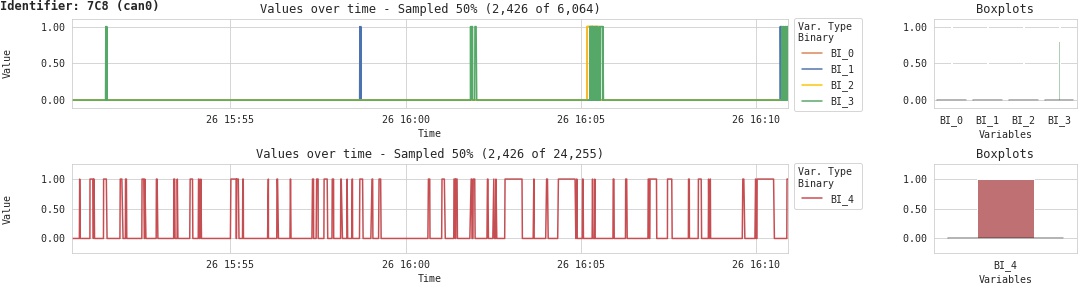 Identifier: 7C8 (can0)
Values over time - Sampled 50% (2,426 of 6,064)
Boxplots
Value
1.00
0.50
0.00
26 15:55
26 16:00
26 16:05
26 16:10
Time
Var. Type
Binary
BI_0
BI_1
BI_2
BI_3
1.00
0.50
0.00
BI_0
BI_1
BI_2
BI_3
Variables
Values over time - Sampled 50% (2,426 of 24,255)
Boxplots
Value
1.00
0.50
0.00
26 15:55
26 16:00
26 16:05
26 16:10
Time
Var. Type
Binary
BI_4
1.00
0.50
0.00
BI_4
Variables